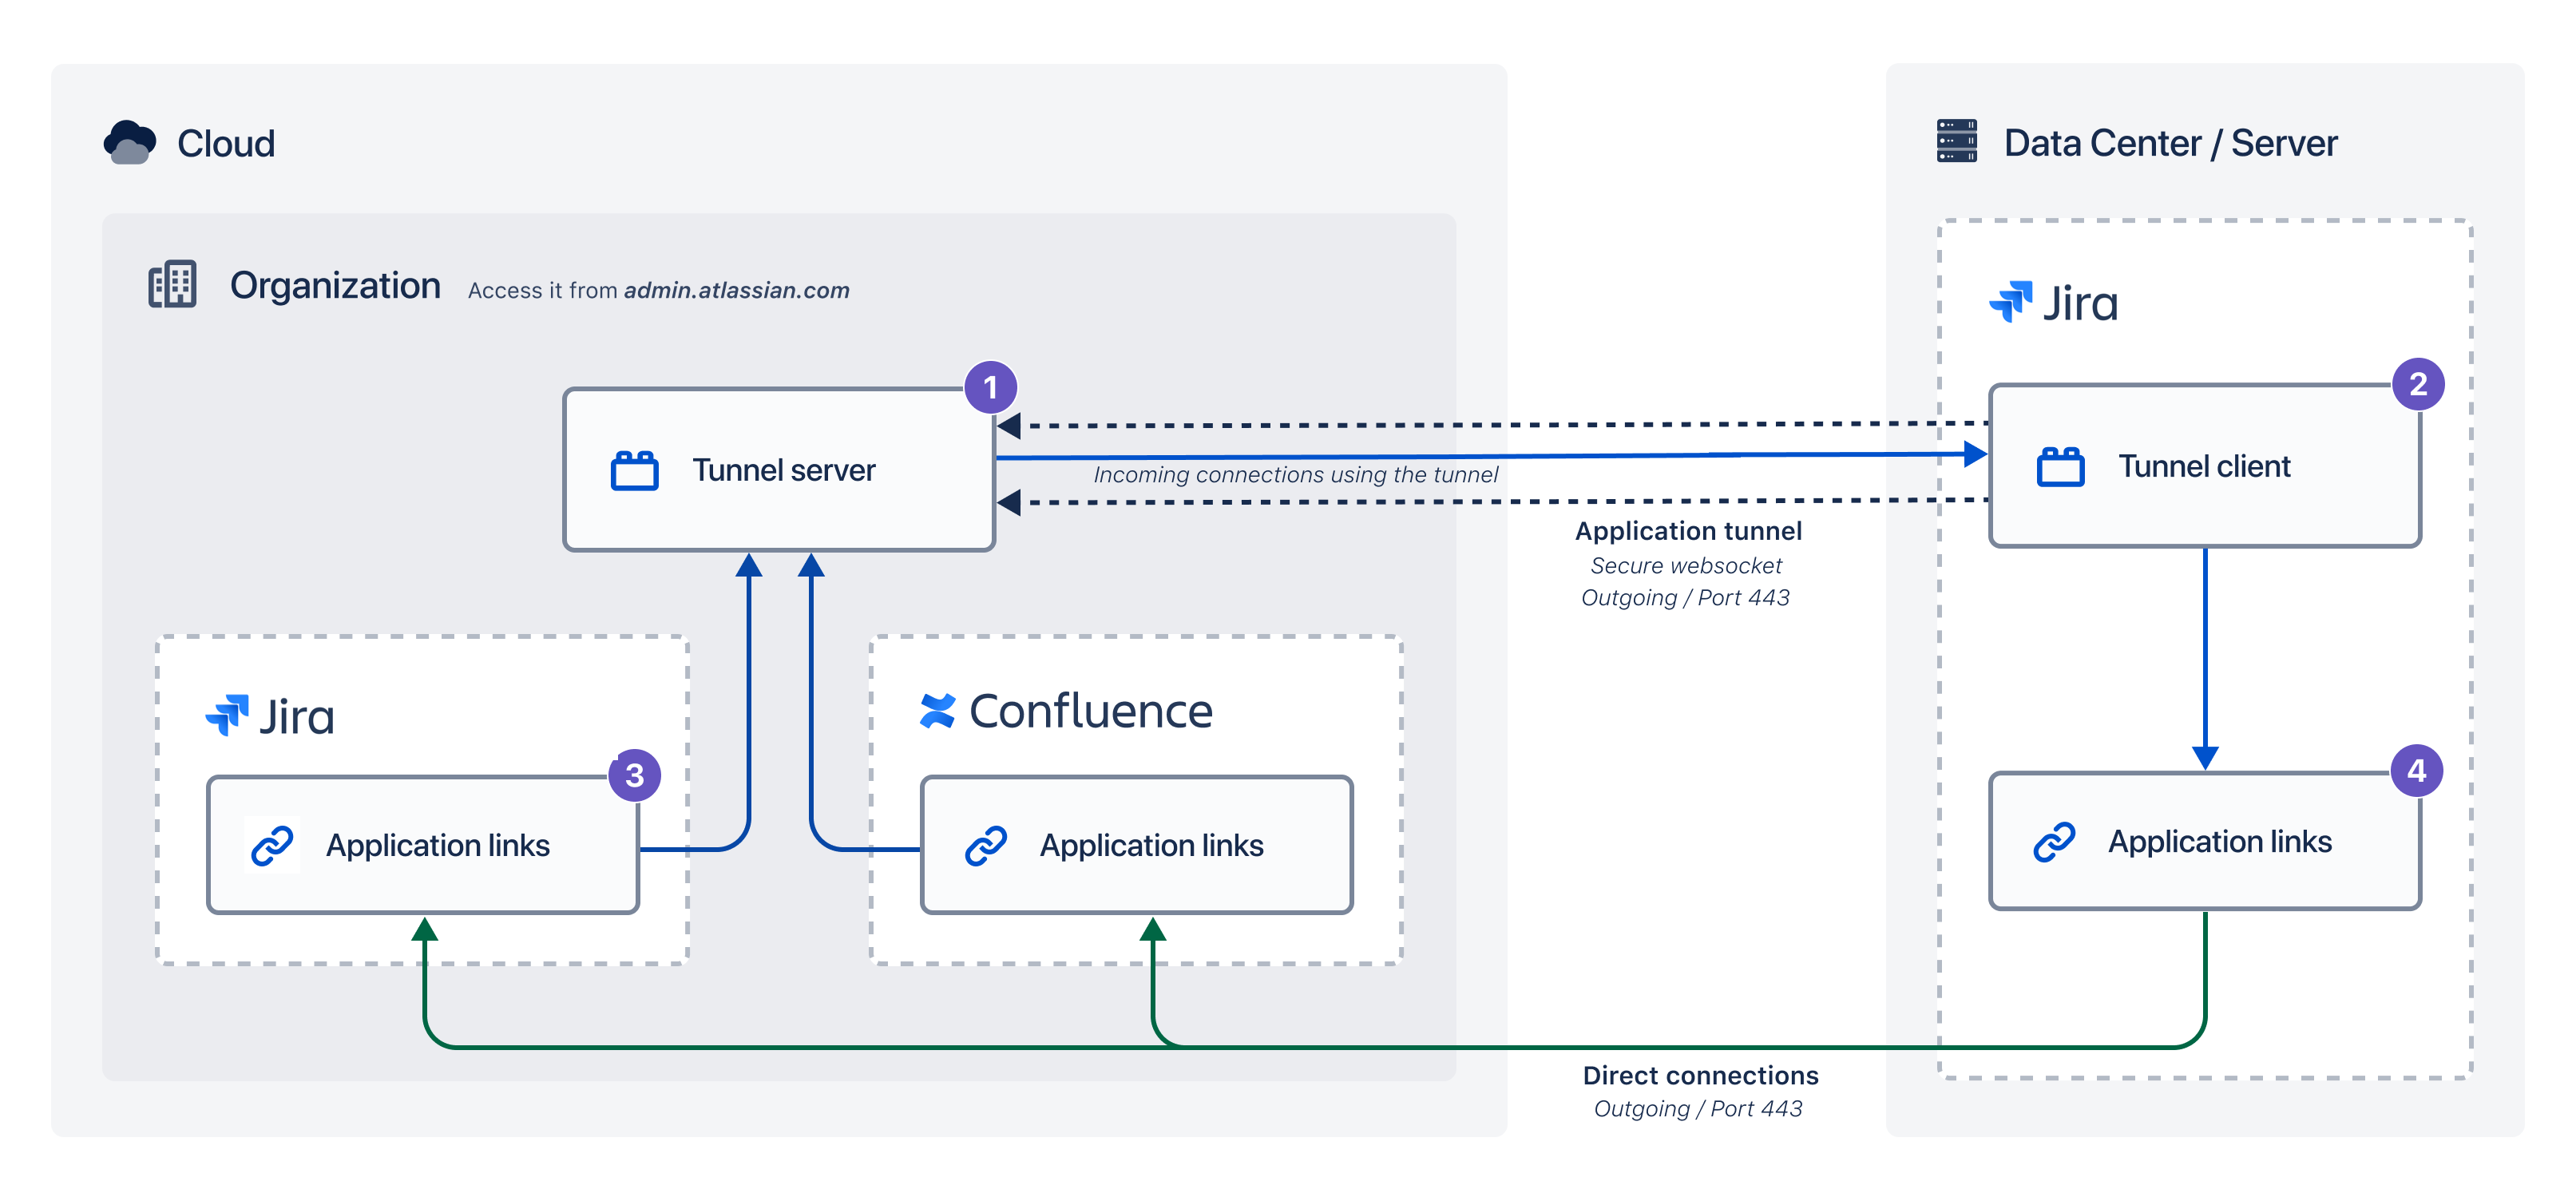 Cloud
Data Center / Server
Organization Access it from admin.atlassian.com
Jira
1
2
Tunnel server
Incoming connections using the tunnel
Tunnel client
Application tunnel
Secure websocket
Outgoing / Port 443
Jira
Confluence
3
4
Application links
Application links
Application links
Direct connections
Outgoing / Port 443